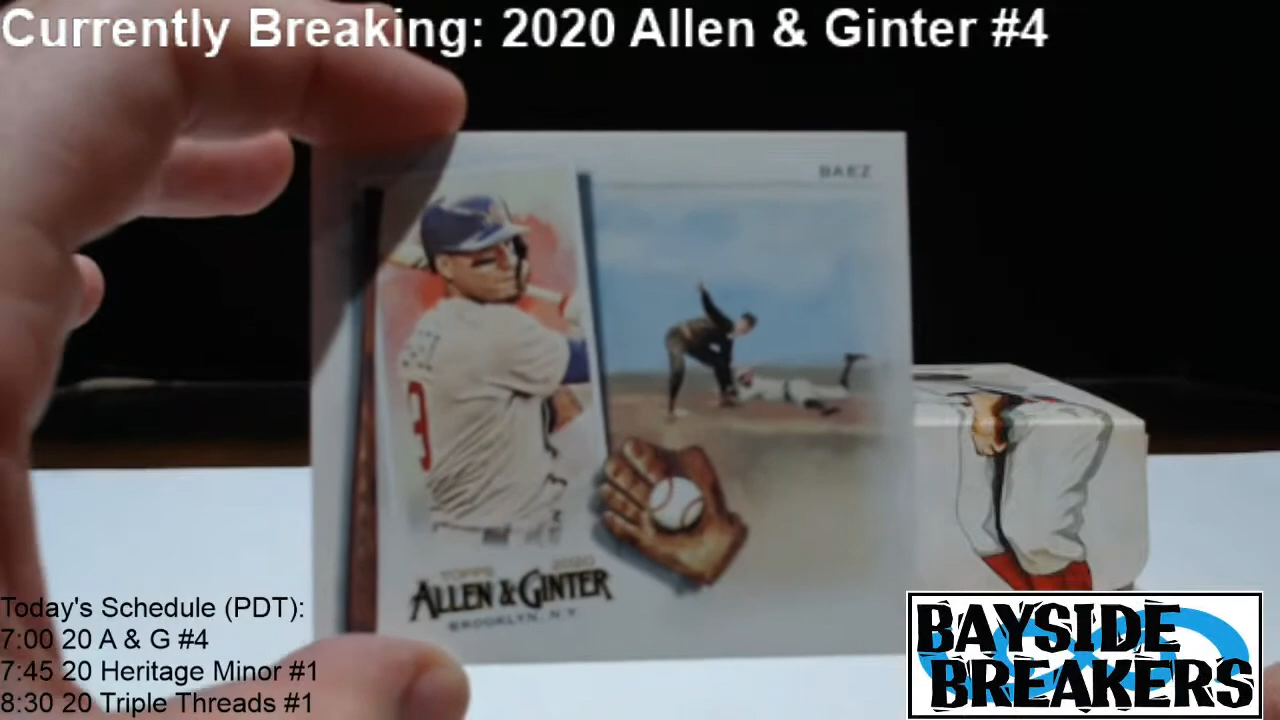 Currently Breaking: 2020 Allen & Ginter #4
BAEZ
3
TOPPS 2020
ALLEN & GINTER
BROOKLYN, N.Y.
Today's Schedule (PDT):
7:00 20 A & G #4
7:45 20 Heritage Minor #1
8:30 20 Triple Threads #1
BAYSIDE
BREAKERS